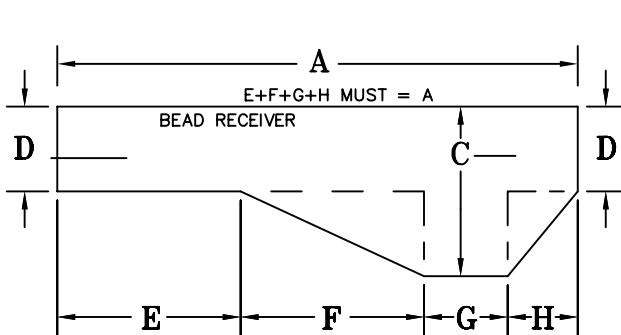 A
E+F+G+H MUST = A
BEAD RECEIVER
D
C
D
E
F
G
H